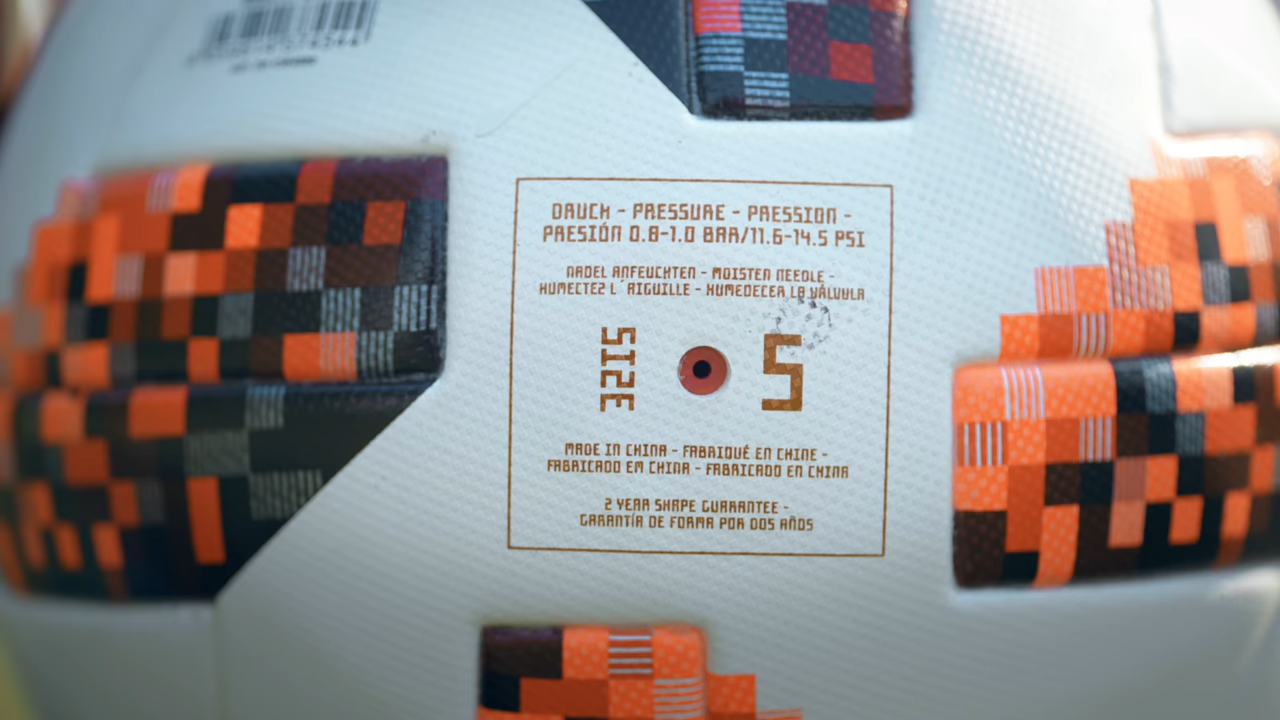 DRUCK - PRESSURE - PRESSION -
PRESIÓN 0.8-1.0 BAR/11.6-14.5 PSI
NADEL ANFEUCHTEN - MOISTEN NEEDLE -
HUMECTEZ L´AIGUILLE - HUMEDECER LA VÁLVULA
SIZE
5
MADE IN CHINA - FABRIQUÉ EN CHINE -
FABRICADO EM CHINA - FABRICADO EN CHINA
2 YEAR SHAPE GUARANTEE -
GARANTÍA DE FORMA POR DOS AÑOS